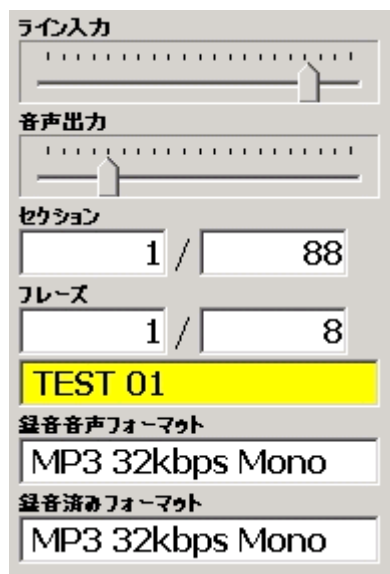 ライン入力
音声出力
セクション
1 / 88
フレーズ
1 / 8
TEST 01
録音音声フォーマット
MP3 32kbps Mono
録音済みフォーマット
MP3 32kbps Mono